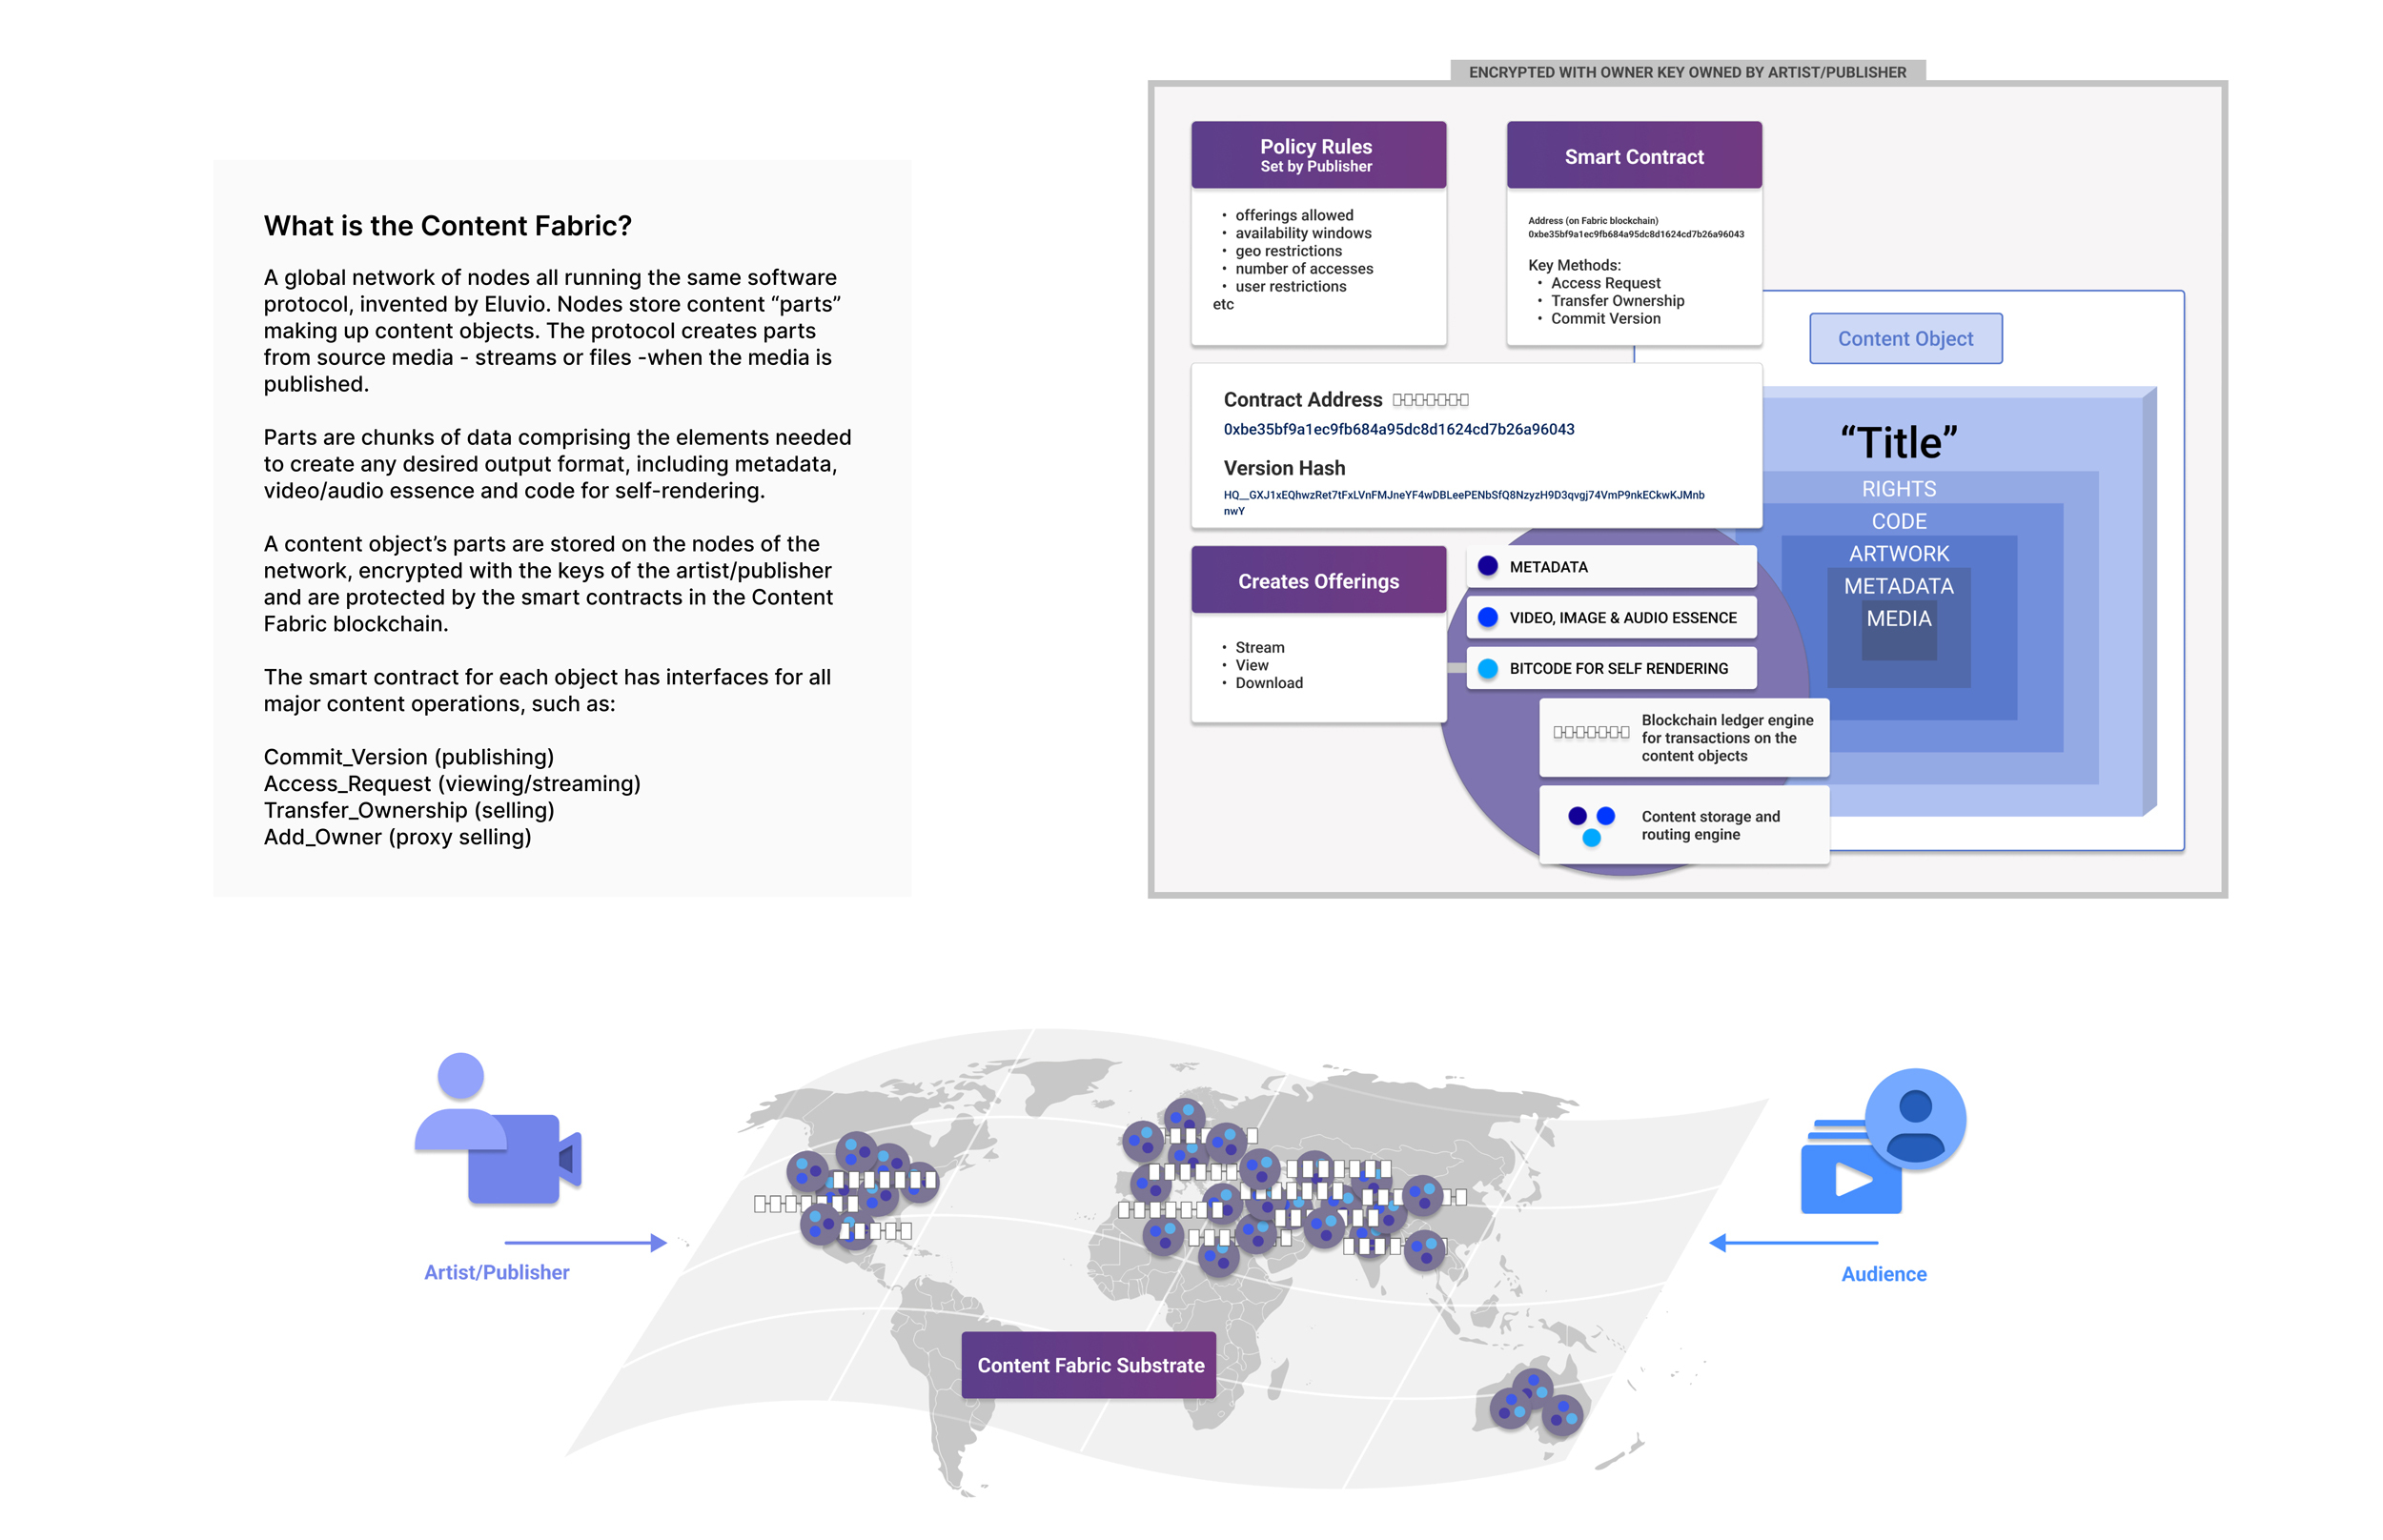 What is the Content Fabric?
A global network of nodes all running the same software
protocol, invented by Eluvio. Nodes store content “parts”
making up content objects. The protocol creates parts
from source media - streams or files -when the media is
published.
Parts are chunks of data comprising the elements needed
to create any desired output format, including metadata,
video/audio essence and code for self-rendering.
A content object’s parts are stored on the nodes of the
network, encrypted with the keys of the artist/publisher
and are protected by the smart contracts in the Content
Fabric blockchain.
The smart contract for each object has interfaces for all
major content operations, such as:
Commit_Version (publishing)
Access_Request (viewing/streaming)
Transfer_Ownership (selling)
Add_Owner (proxy selling)
ENCRYPTED WITH OWNER KEY OWNED BY ARTIST/PUBLISHER
Policy Rules
Set by Publisher
• offerings allowed
• availability windows
• geo restrictions
• number of accesses
• user restrictions
etc
Smart Contract
Address (on Fabric blockchain)
0xbe35bf9a1ec9fb684a95dc8d1624cd7b26a96043
Key Methods:
• Access Request
• Transfer Ownership
• Commit Version
Contract Address
0xbe35bf9a1ec9fb684a95dc8d1624cd7b26a96043
Version Hash
HQ__GXJ1xEQhwzRet7tFxLVnFMJneYF4wDBLeePENbSfQ8NzyzH9D3qvgj74VmP9nkECkwKJMnb
nwY
Content Object
“Title”
RIGHTS
CODE
ARTWORK
METADATA
MEDIA
Creates Offerings
• Stream
• View
• Download
METADATA
VIDEO, IMAGE & AUDIO ESSENCE
BITCODE FOR SELF RENDERING
Blockchain ledger engine
for transactions on the
content objects
Content storage and
routing engine
Artist/Publisher
Audience
Content Fabric Substrate